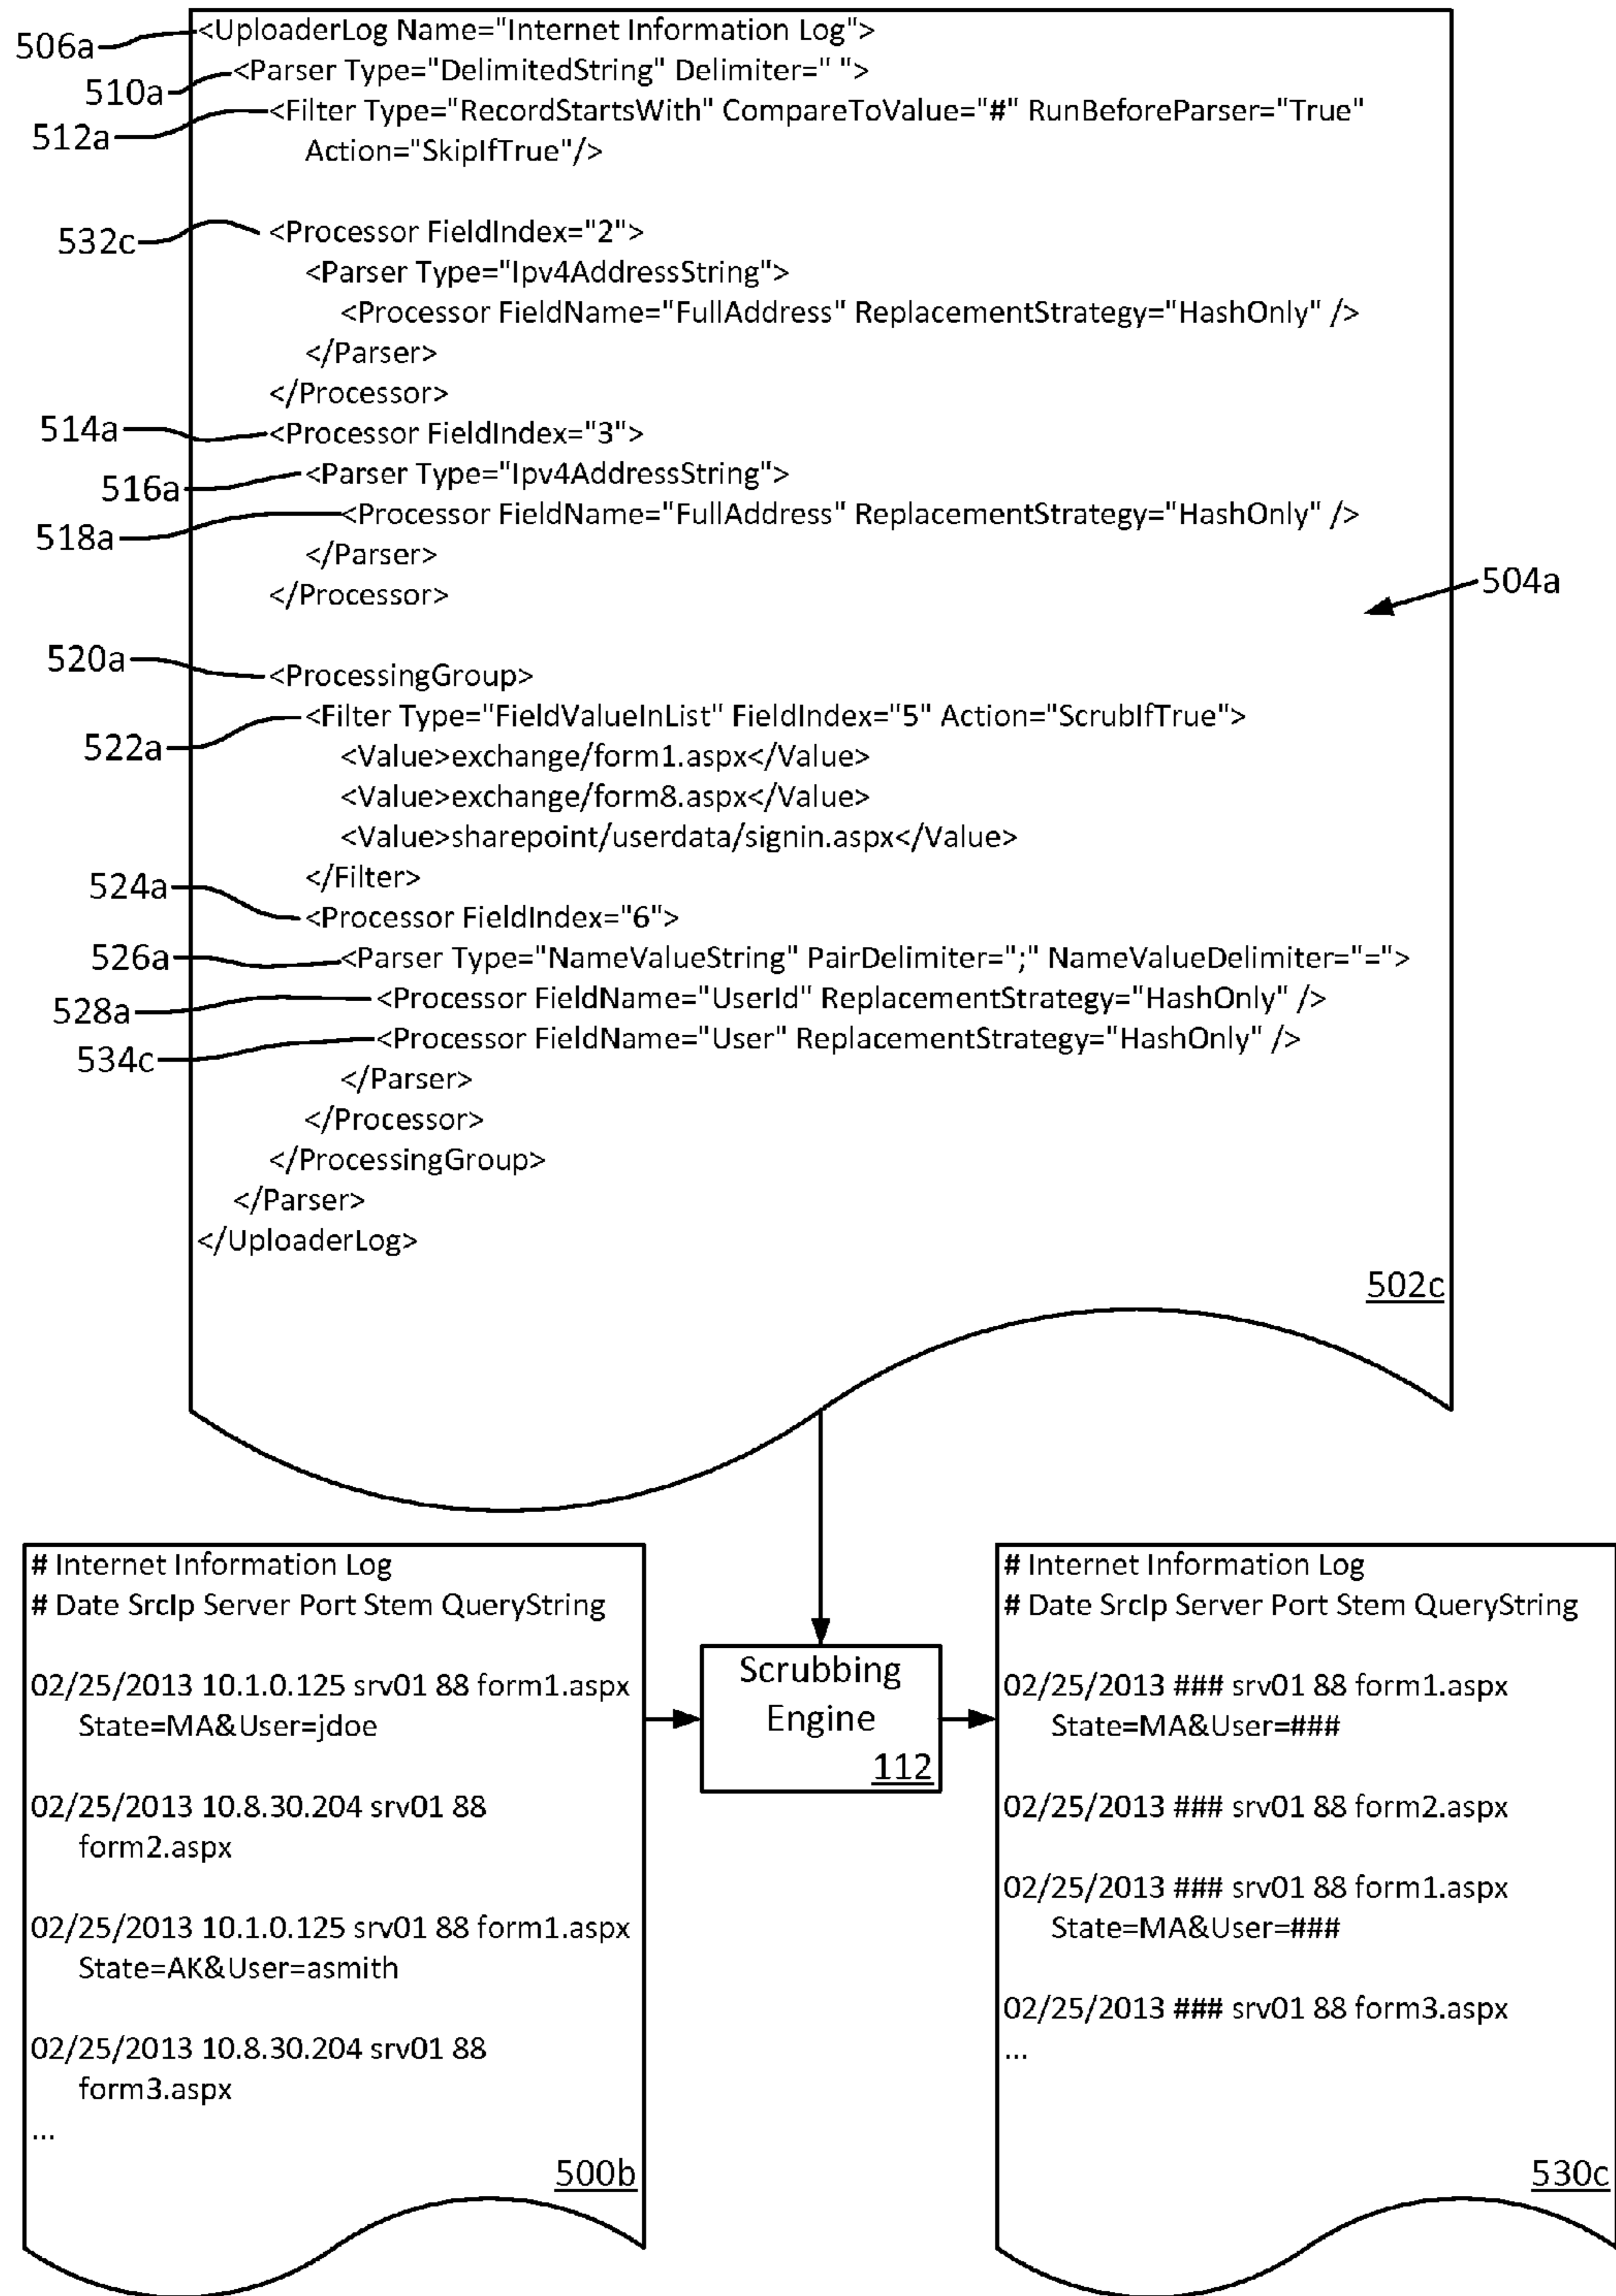 506a <UploaderLog Name="Internet Information Log">
510a <Parser Type="DelimitedString" Delimiter=" ">
512a <Filter Type="RecordStartsWith" CompareToValue="#" RunBeforeParser="True"
Action="SkipIfTrue"/>
532c <Processor FieldIndex="2">
<Parser Type="Ipv4AddressString">
<Processor FieldName="FullAddress" ReplacementStrategy="HashOnly" />
</Parser>
</Processor>
514a <Processor FieldIndex="3">
516a <Parser Type="Ipv4AddressString">
518a <Processor FieldName="FullAddress" ReplacementStrategy="HashOnly" />
</Parser>
</Processor>
504a
520a <ProcessingGroup>
522a <Filter Type="FieldValueInList" FieldIndex="5" Action="ScrubIfTrue">
<Value>exchange/form1.aspx</Value>
<Value>exchange/form8.aspx</Value>
<Value>sharepoint/userdata/signin.aspx</Value>
</Filter>
524a <Processor FieldIndex="6">
526a <Parser Type="NameValueString" PairDelimiter=";" NameValueDelimiter="=">
528a <Processor FieldName="UserId" ReplacementStrategy="HashOnly" />
534c <Processor FieldName="User" ReplacementStrategy="HashOnly" />
</Parser>
</Processor>
</ProcessingGroup>
</Parser>
</UploaderLog>
502c
# Internet Information Log
# Date SrcIp Server Port Stem QueryString
02/25/2013 10.1.0.125 srv01 88 form1.aspx
State=MA&User=jdoe
02/25/2013 10.8.30.204 srv01 88
form2.aspx
02/25/2013 10.1.0.125 srv01 88 form1.aspx
State=AK&User=asmith
02/25/2013 10.8.30.204 srv01 88
form3.aspx
...
500b
Scrubbing
Engine
112
# Internet Information Log
# Date SrcIp Server Port Stem QueryString
02/25/2013 ### srv01 88 form1.aspx
State=MA&User=###
02/25/2013 ### srv01 88 form2.aspx
02/25/2013 ### srv01 88 form1.aspx
State=MA&User=###
02/25/2013 ### srv01 88 form3.aspx
...
530c